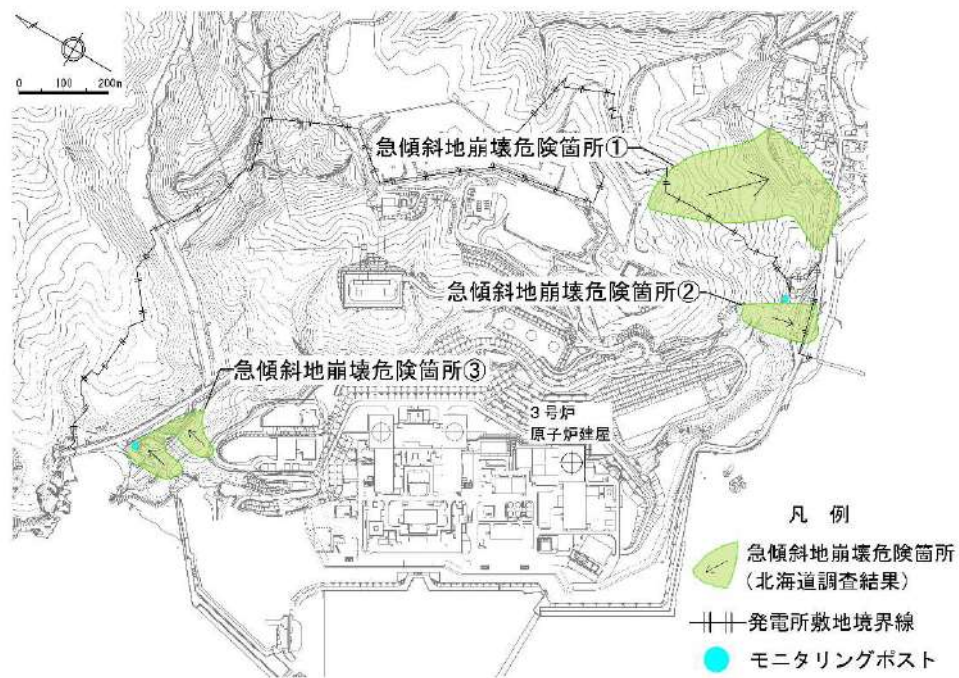 0 100 200m
急傾斜地崩壊危険箇所①
急傾斜地崩壊危険箇所②
急傾斜地崩壊危険箇所③
3号炉
原子炉建屋
凡 例
急傾斜地崩壊危険箇所
(北海道調査結果)
発電所敷地境界線
モニタリングポスト